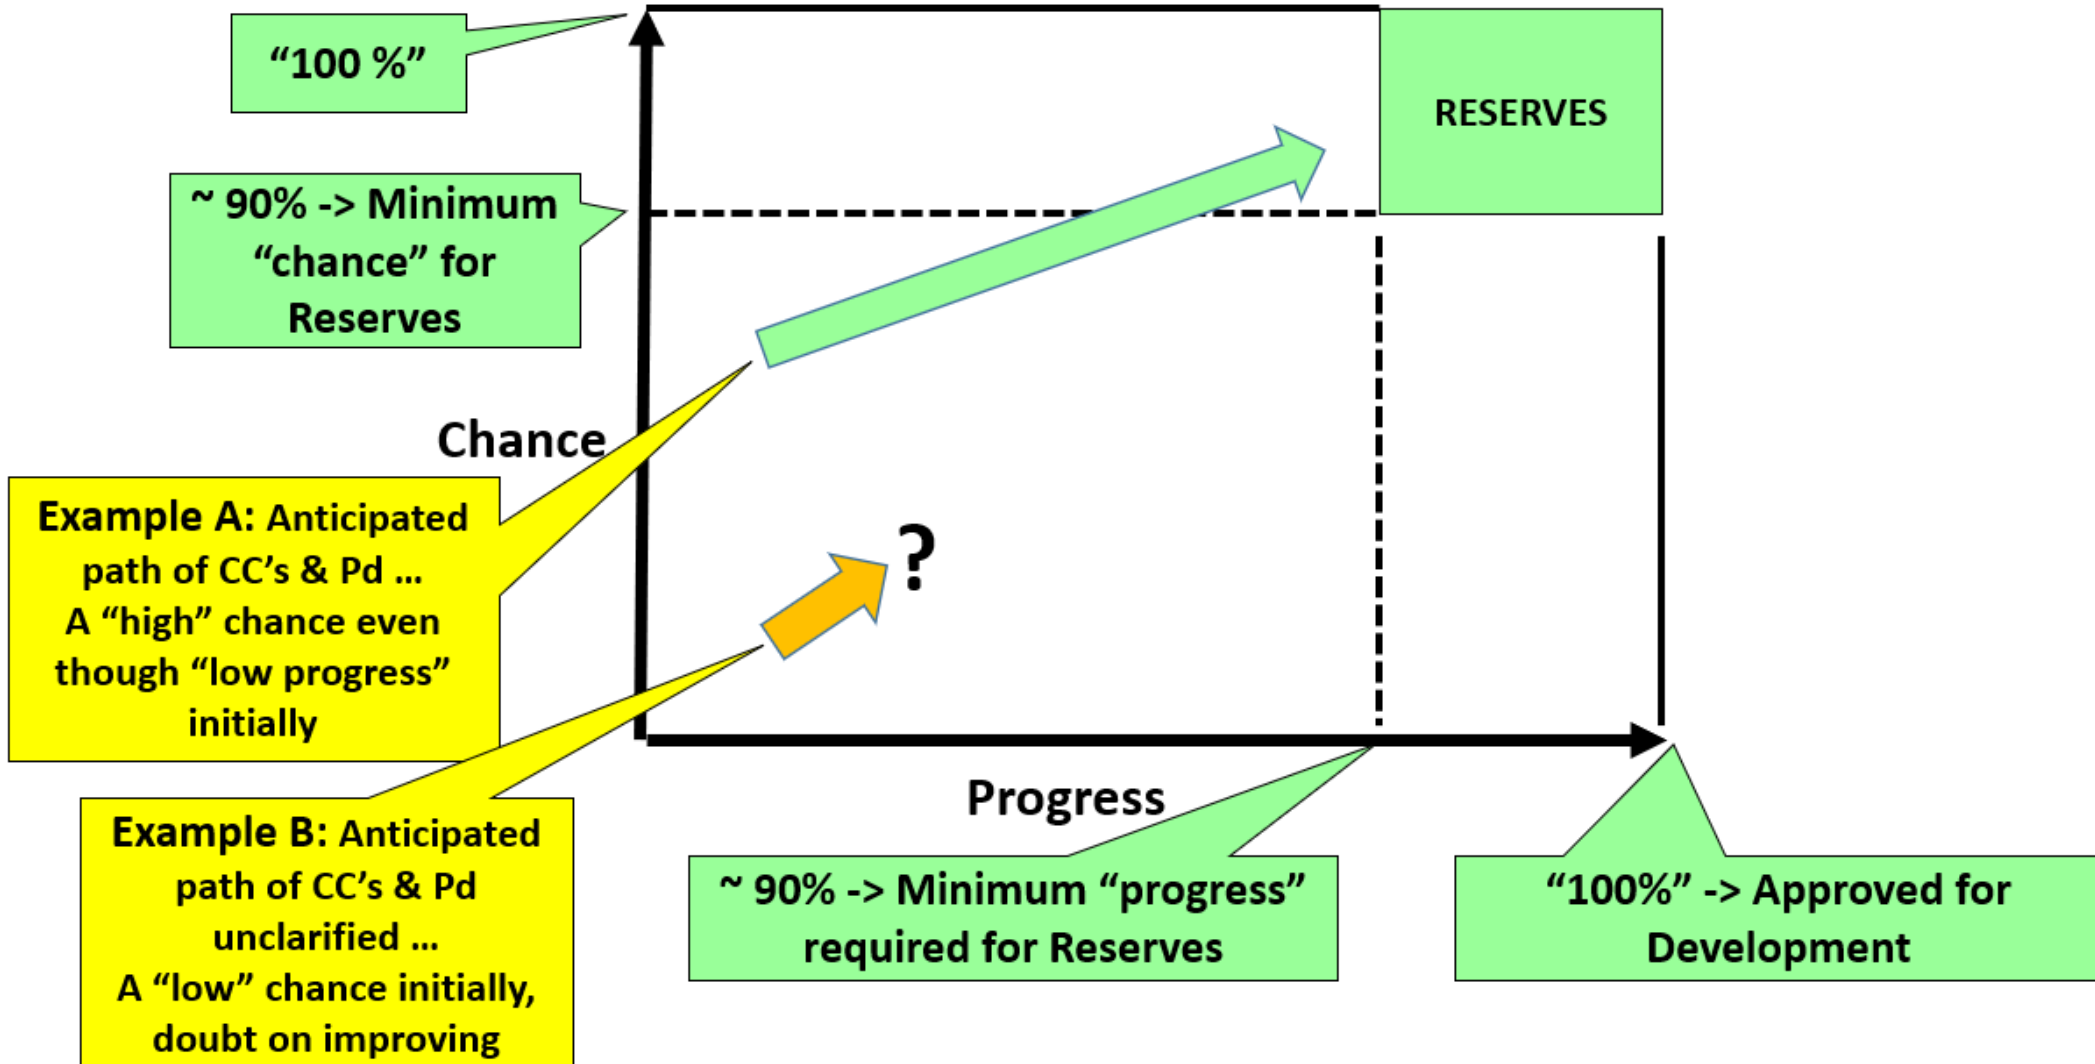 “100 %”
RESERVES
~ 90% -> Minimum
“chance” for
Reserves
Chance
Example A: Anticipated
path of CC’s & Pd ...
A “high” chance even
though “low progress”
initially
?
Example B: Anticipated
path of CC’s & Pd
unclarified ...
A “low” chance initially,
doubt on improving
Progress
~ 90% -> Minimum “progress”
required for Reserves
“100%” -> Approved for
Development